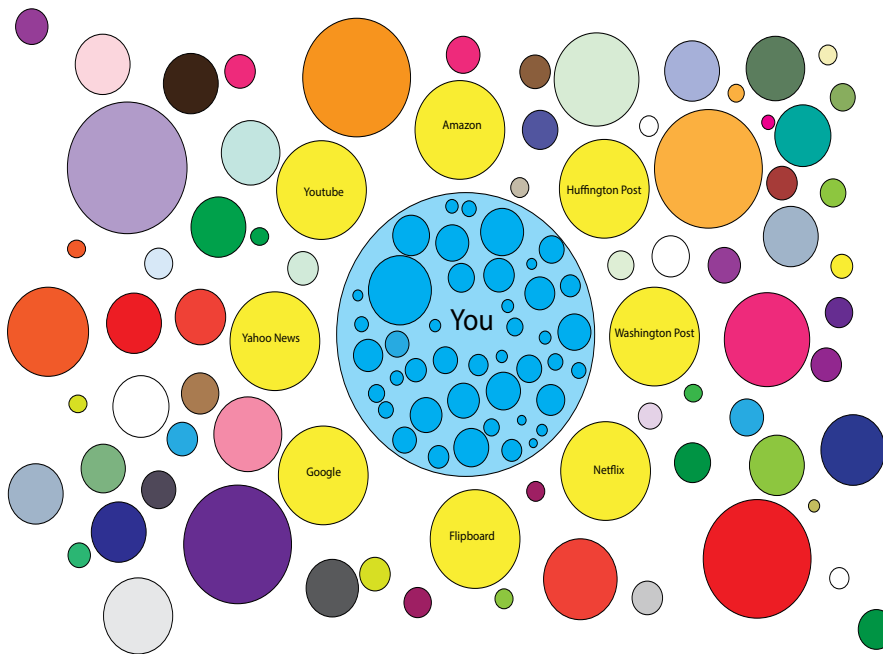 Amazon
Youtube
Huffington Post
You
Yahoo News
Washington Post
Google
Netflix
Flipboard